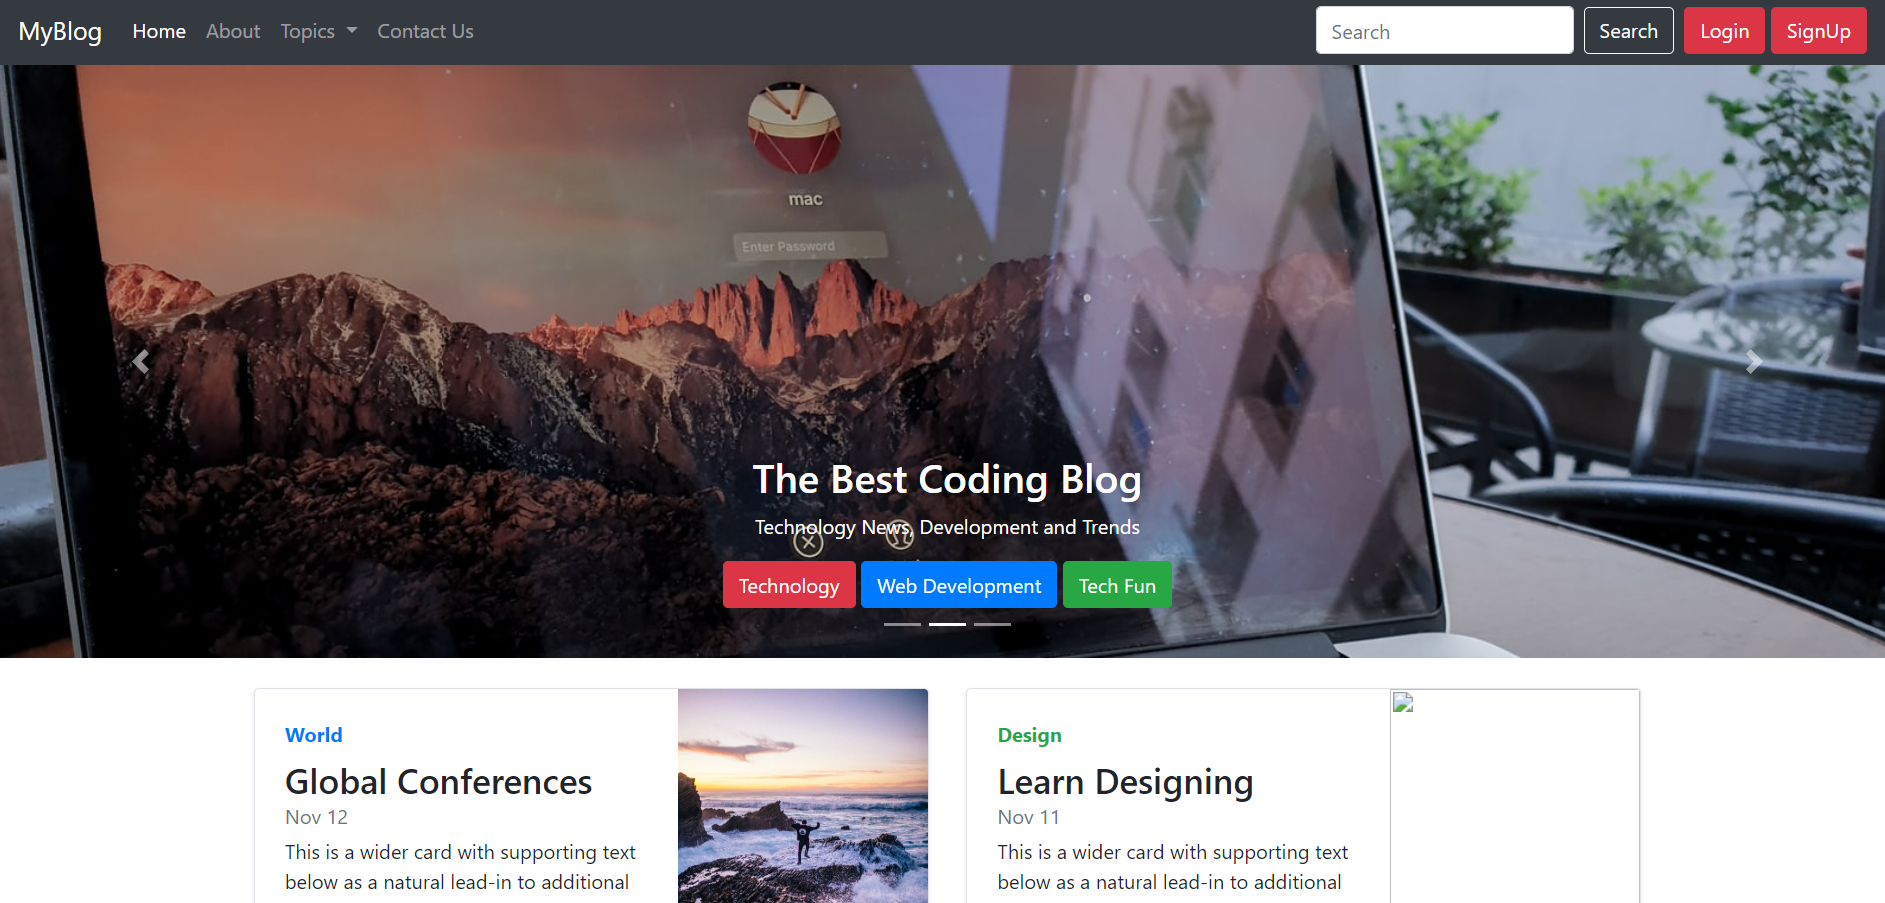 MyBlog Home About Topics Contact Us Search Search Login SignUp
mac
Enter Password
The Best Coding Blog
Technology News, Development and Trends
Technology Web Development Tech Fun
World
Global Conferences
Nov 12
This is a wider card with supporting text
below as a natural lead-in to additional
Design
Learn Designing
Nov 11
This is a wider card with supporting text
below as a natural lead-in to additional